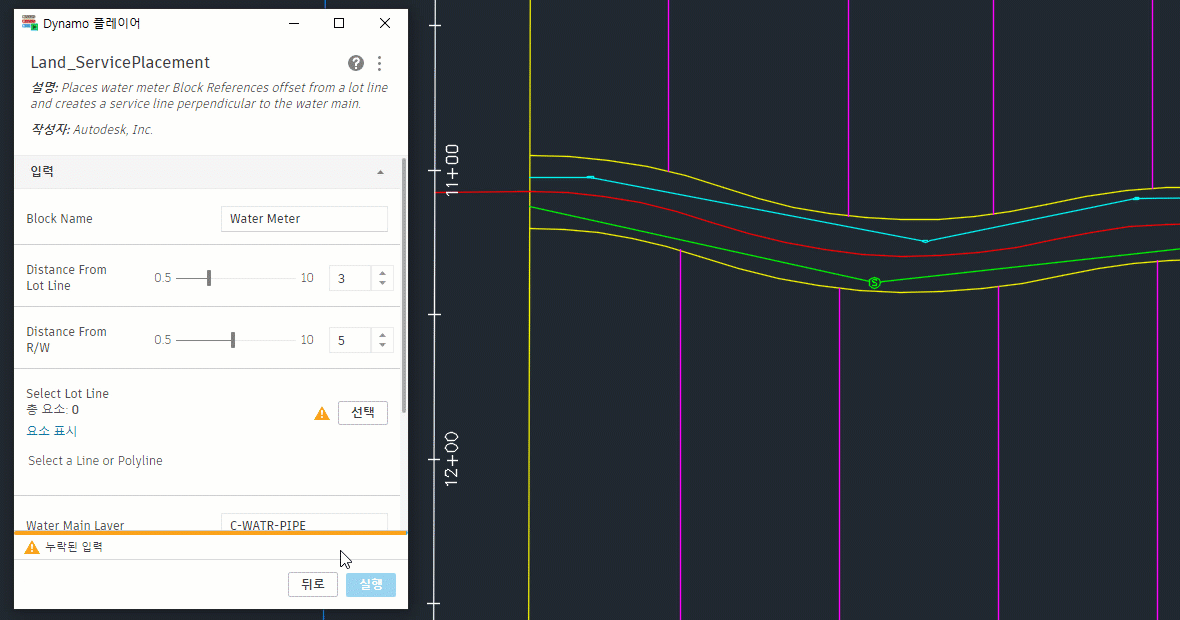 Dynamo 플레이어
Land_ServicePlacement
설명: Places water meter Block References offset from a lot line
and creates a service line perpendicular to the water main.
작성자: Autodesk, Inc.
입력
Block Name
Water Meter
Distance From
Lot Line
0.5
10
3
Distance From
R/W
0.5
10
5
Select Lot Line
총 요소: 0
선택
요소 표시
Select a Line or Polyline
Water Main Layer
C-WATR-PIPE
누락된 입력
뒤로
실행
11+00
12+00
S